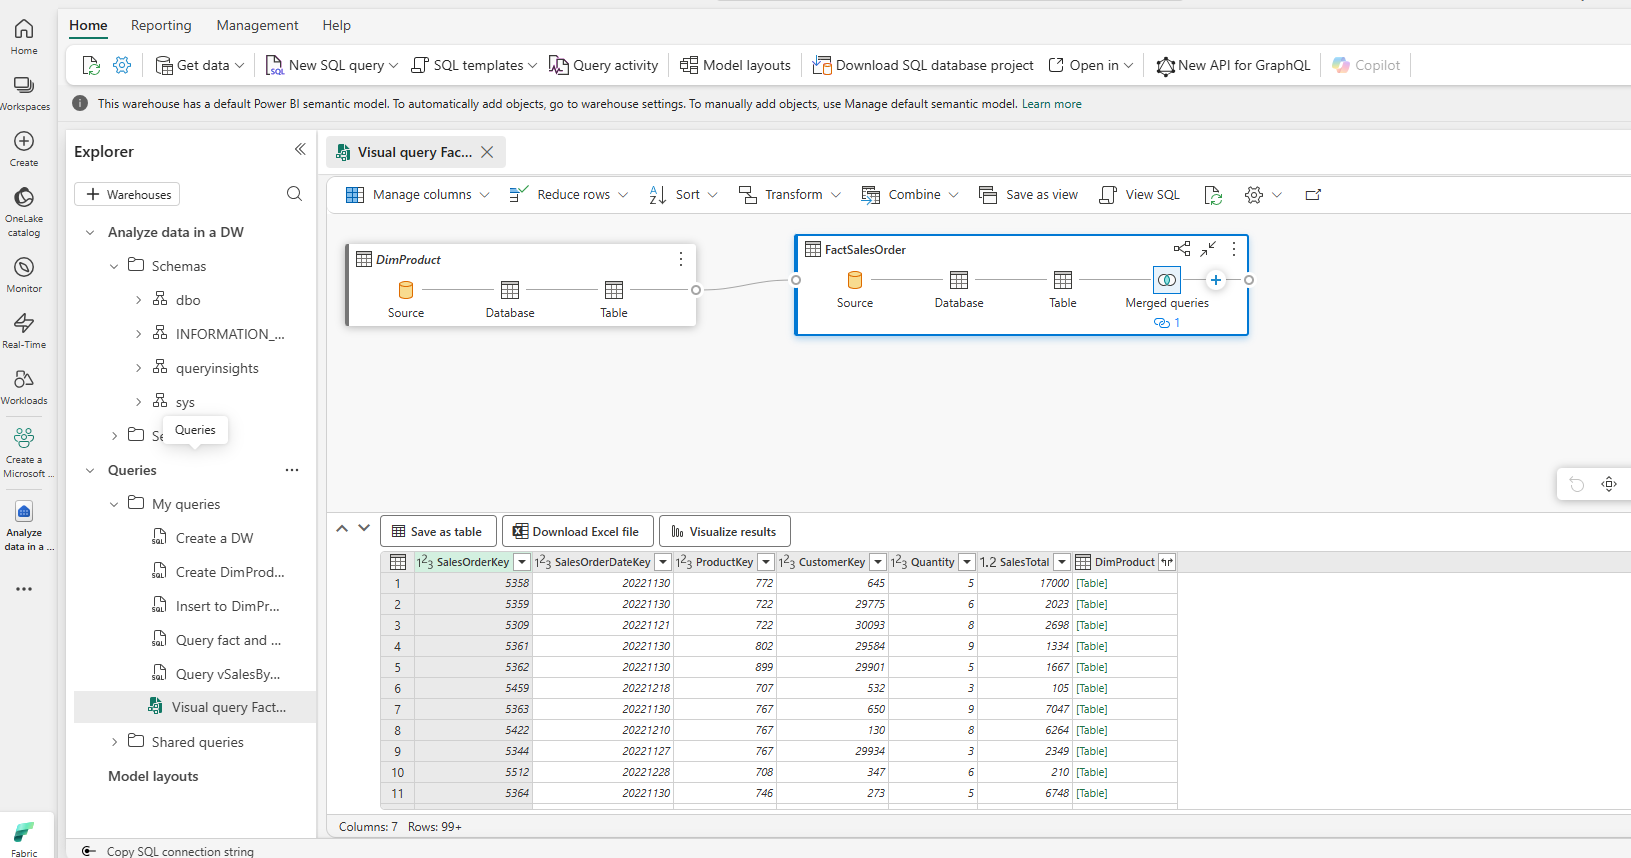 Home
Workspaces
Create
OneLake
catalog
Monitor
Real-Time
Workloads
Create a
Microsoft ...
Analyze
data in a ...
Fabric
Home Reporting Management Help
Get data New SQL query SQL templates Query activity Model layouts Download SQL database project Open in New API for GraphQL Copilot
This warehouse has a default Power BI semantic model. To automatically add objects, go to warehouse settings. To manually add objects, use Manage default semantic model. Learn more
Explorer
+ Warehouses
Analyze data in a DW
Schemas
dbo
INFORMATION_...
queryinsights
sys
Se
Queries
Queries
My queries
Create a DW
Create DimProd...
Insert to DimPr...
Query fact and ...
Query vSalesBy...
Visual query Fact...
Shared queries
Model layouts
Visual query Fac...
Manage columns Reduce rows Sort Transform Combine Save as view View SQL
DimProduct
Source Database Table
FactSalesOrder
Source Database Table Merged queries
1
Save as table Download Excel file Visualize results
123 SalesOrderKey 123 SalesOrderDateKey 123 ProductKey 123 CustomerKey 123 Quantity 1.2 SalesTotal DimProduct
1 5358 20221130 772 645 5 17000 [Table]
2 5359 20221130 722 29775 6 2023 [Table]
3 5309 20221121 722 30093 8 2698 [Table]
4 5361 20221130 802 29584 9 1334 [Table]
5 5362 20221130 899 29901 5 1667 [Table]
6 5459 20221218 707 532 3 105 [Table]
7 5363 20221130 767 650 9 7047 [Table]
8 5422 20221210 767 130 8 6264 [Table]
9 5344 20221127 767 29934 3 2349 [Table]
10 5512 20221228 708 347 6 210 [Table]
11 5364 20221130 746 273 5 6748 [Table]
Columns: 7 Rows: 99+
Copy SQL connection string